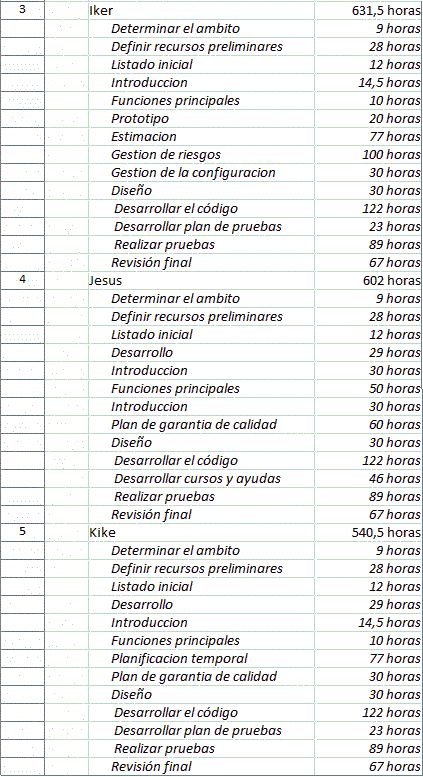 3 Iker 631,5 horas
Determinar el ambito 9 horas
Definir recursos preliminares 28 horas
Listado inicial 12 horas
Introduccion 14,5 horas
Funciones principales 10 horas
Prototipo 20 horas
Estimacion 77 horas
Gestion de riesgos 100 horas
Gestion de la configuracion 30 horas
Diseño 30 horas
Desarrollar el código 122 horas
Desarrollar plan de pruebas 23 horas
Realizar pruebas 89 horas
Revisión final 67 horas
4 Jesus 602 horas
Determinar el ambito 9 horas
Definir recursos preliminares 28 horas
Listado inicial 12 horas
Desarrollo 29 horas
Introduccion 30 horas
Funciones principales 50 horas
Introduccion 30 horas
Plan de garantia de calidad 60 horas
Diseño 30 horas
Desarrollar el código 122 horas
Desarrollar cursos y ayudas 46 horas
Realizar pruebas 89 horas
Revisión final 67 horas
5 Kike 540,5 horas
Determinar el ambito 9 horas
Definir recursos preliminares 28 horas
Listado inicial 12 horas
Desarrollo 29 horas
Introduccion 14,5 horas
Funciones principales 10 horas
Planificacion temporal 77 horas
Plan de garantia de calidad 30 horas
Diseño 30 horas
Desarrollar el código 122 horas
Desarrollar plan de pruebas 23 horas
Realizar pruebas 89 horas
Revisión final 67 horas